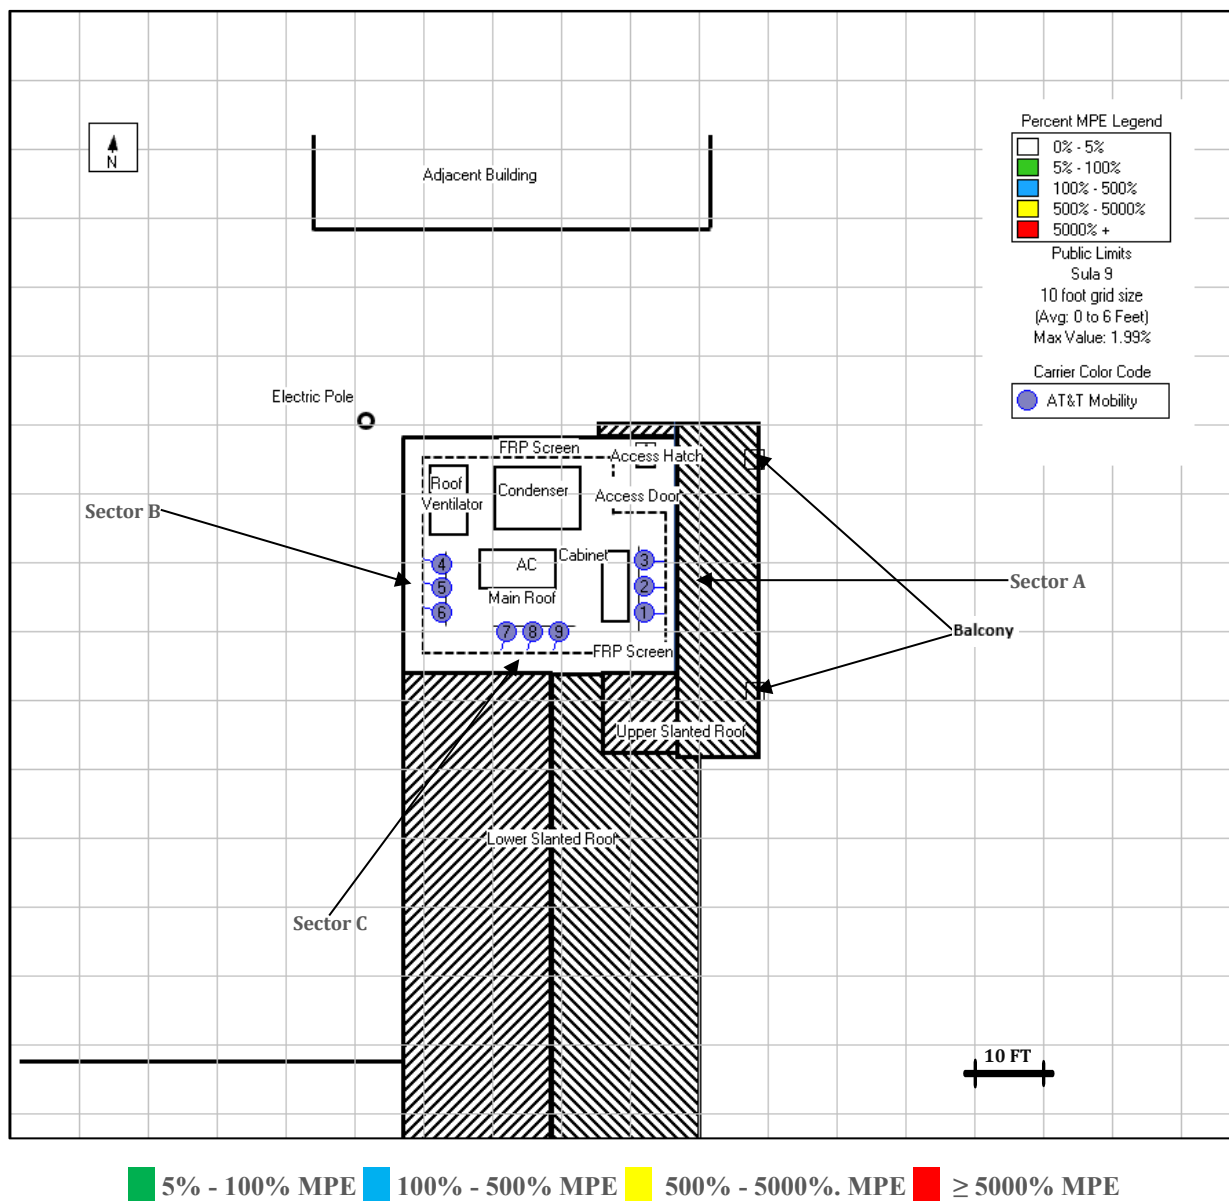 N
Adjacent Building
Percent MPE Legend
0% - 5%
5% - 100%
100% - 500%
500% - 5000%
5000% +
Public Limits
Sula 9
10 foot grid size
(Avg: 0 to 6 Feet)
Max Value: 1.99%
Carrier Color Code
AT&T Mobility
Electric Pole
FRP Screen
Access Hatch
Roof
Ventilator
Condenser
Access Door
Sector B
AC
Cabinet
Main Roof
4
5
6
3
2
1
7 8 9
Sector A
Balcony
FRP Screen
Upper Slanted Roof
Lower Slanted Roof
Sector C
10 FT
5% - 100% MPE 100% - 500% MPE 500% - 5000%. MPE ≥ 5000% MPE